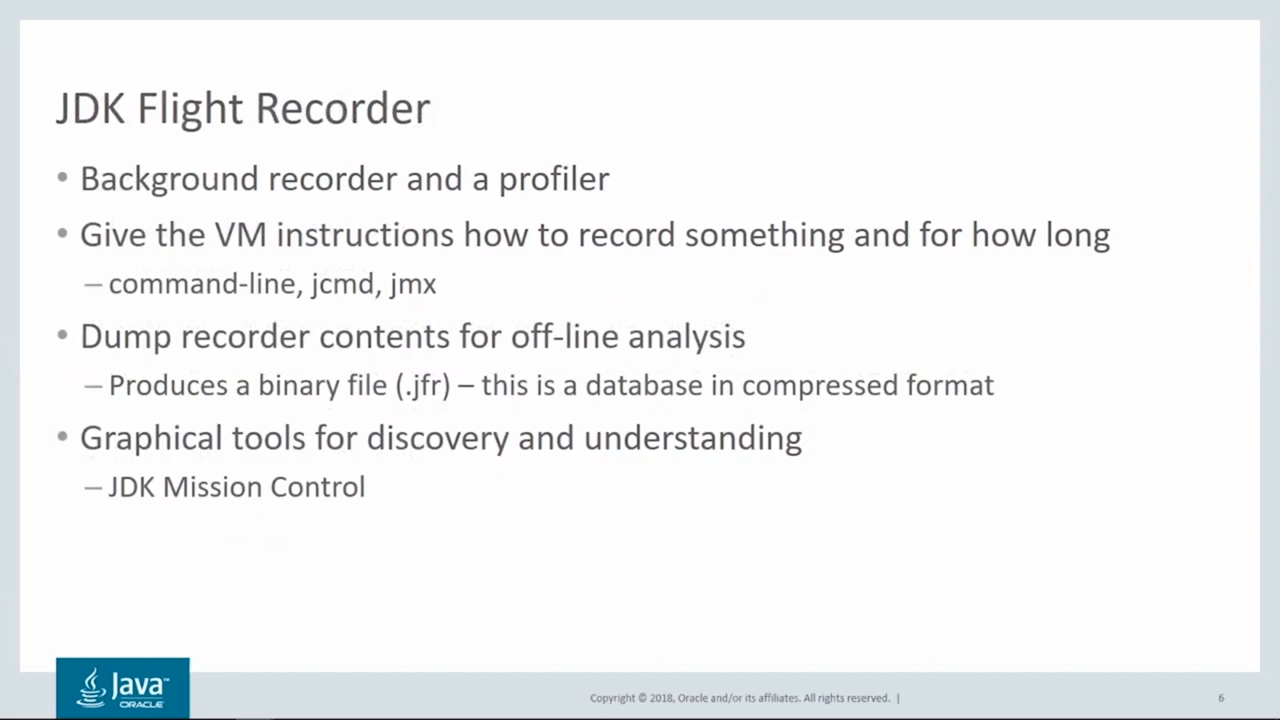 JDK Flight Recorder
• Background recorder and a profiler
• Give the VM instructions how to record something and for how long
– command-line, jcmd, jmx
• Dump recorder contents for off-line analysis
– Produces a binary file (.jfr) – this is a database in compressed format
• Graphical tools for discovery and understanding
– JDK Mission Control
Java™
ORACLE
Copyright © 2018, Oracle and/or its affiliates. All rights reserved. |
6